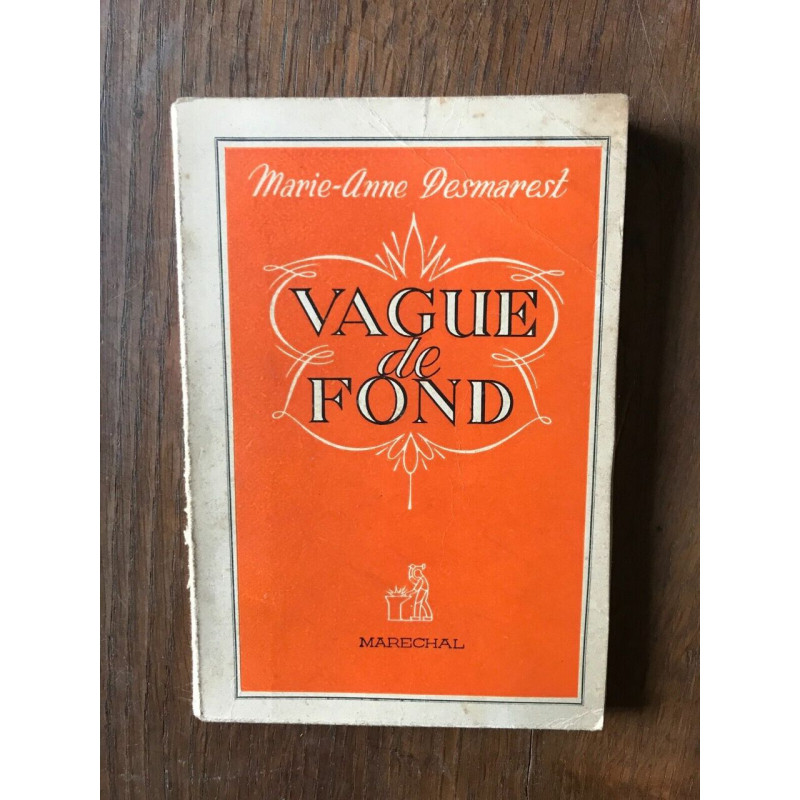 Marie-Anne Desmarest
VAGUE
de
FOND
MARECHAL